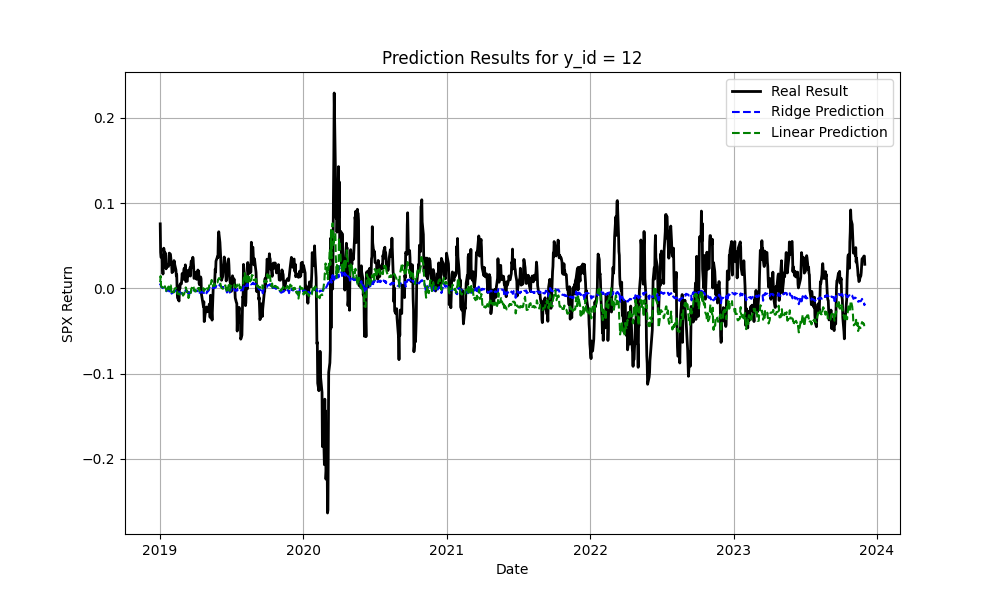 Prediction Results for y_id = 12
Real Result
Ridge Prediction
Linear Prediction
0.2
0.1
0.0
−0.1
−0.2
SPX Return
2019 2020 2021 2022 2023 2024
Date